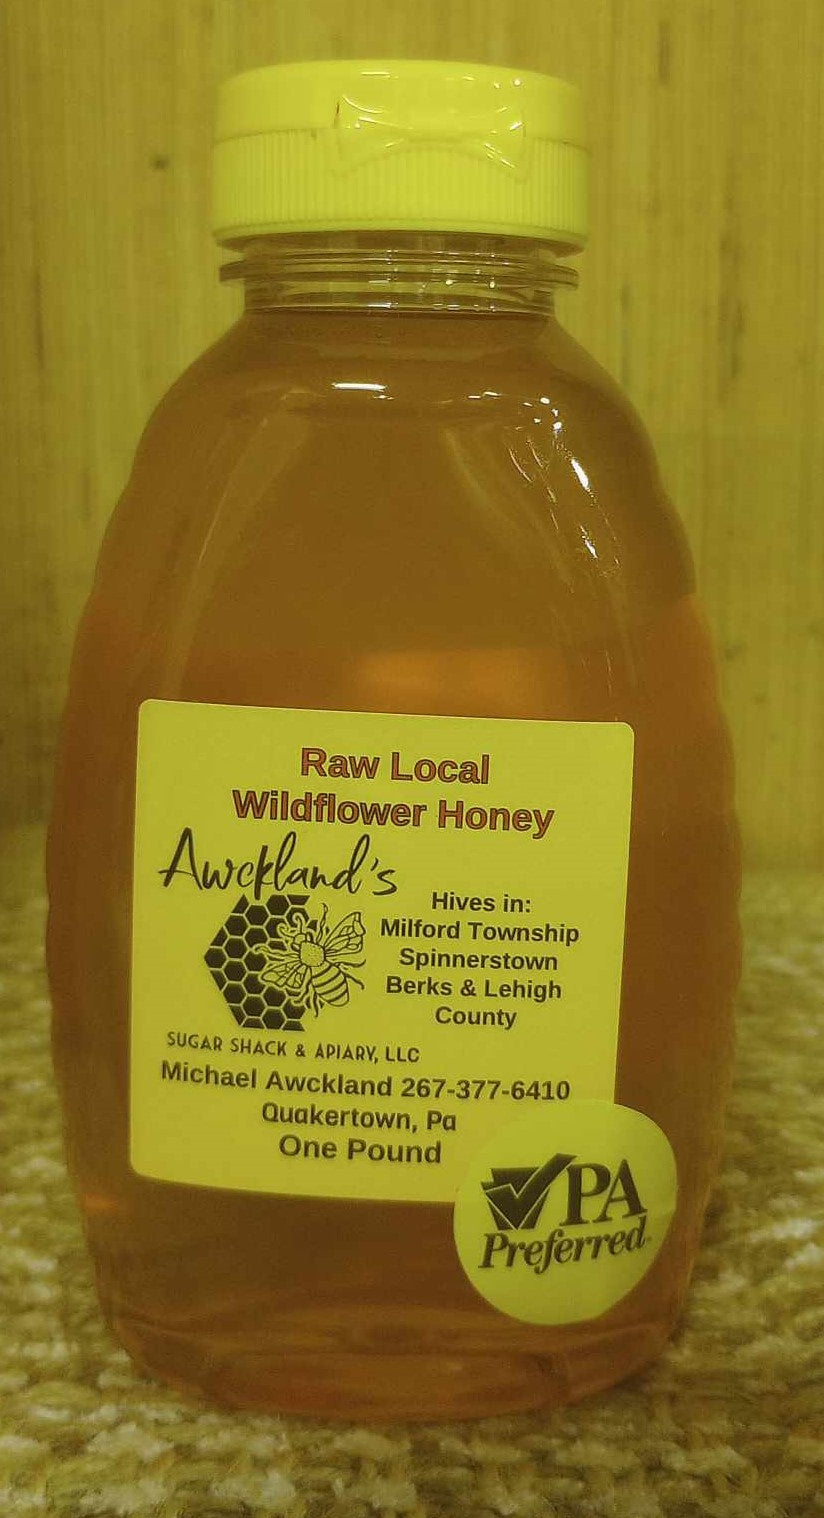 Raw Local
Wildflower Honey
Awckland's
Hives in:
Milford Township
Spinnerstown
Berks & Lehigh
County
SUGAR SHACK & APIARY, LLC
Michael Awckland 267-377-6410
Quakertown, Pa
One Pound
PA
Preferred